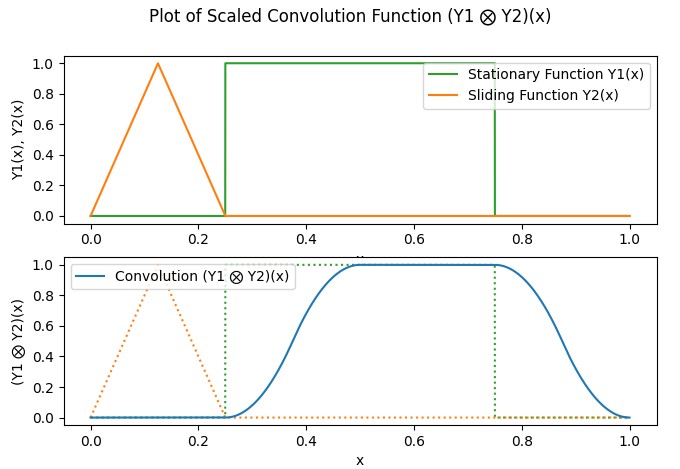 Plot of Scaled Convolution Function (Y1 ⊗ Y2)(x)
Y1(x), Y2(x)
1.0
0.8
0.6
0.4
0.2
0.0
Stationary Function Y1(x)
Sliding Function Y2(x)
0.0 0.2 0.4 0.6 0.8 1.0
(Y1 ⊗ Y2)(x)
1.0
0.8
0.6
0.4
0.2
0.0
Convolution (Y1 ⊗ Y2)(x)
0.0 0.2 0.4 0.6 0.8 1.0
x